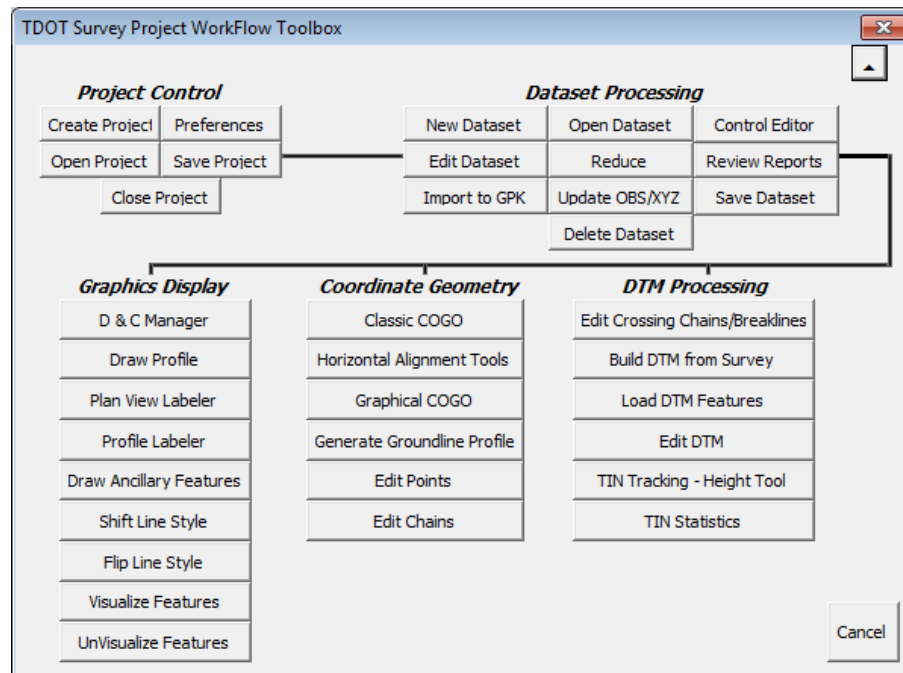 TDOT Survey Project WorkFlow Toolbox
Project Control
Create Project Preferences
Open Project Save Project
Close Project
Dataset Processing
New Dataset Open Dataset Control Editor
Edit Dataset Reduce Review Reports
Import to GPK Update OBS/XYZ Save Dataset
Delete Dataset
Graphics Display
D & C Manager
Draw Profile
Plan View Labeler
Profile Labeler
Draw Ancillary Features
Shift Line Style
Flip Line Style
Visualize Features
UnVisualize Features
Coordinate Geometry
Classic COGO
Horizontal Alignment Tools
Graphical COGO
Generate Groundline Profile
Edit Points
Edit Chains
DTM Processing
Edit Crossing Chains/Breaklines
Build DTM from Survey
Load DTM Features
Edit DTM
TIN Tracking - Height Tool
TIN Statistics
Cancel